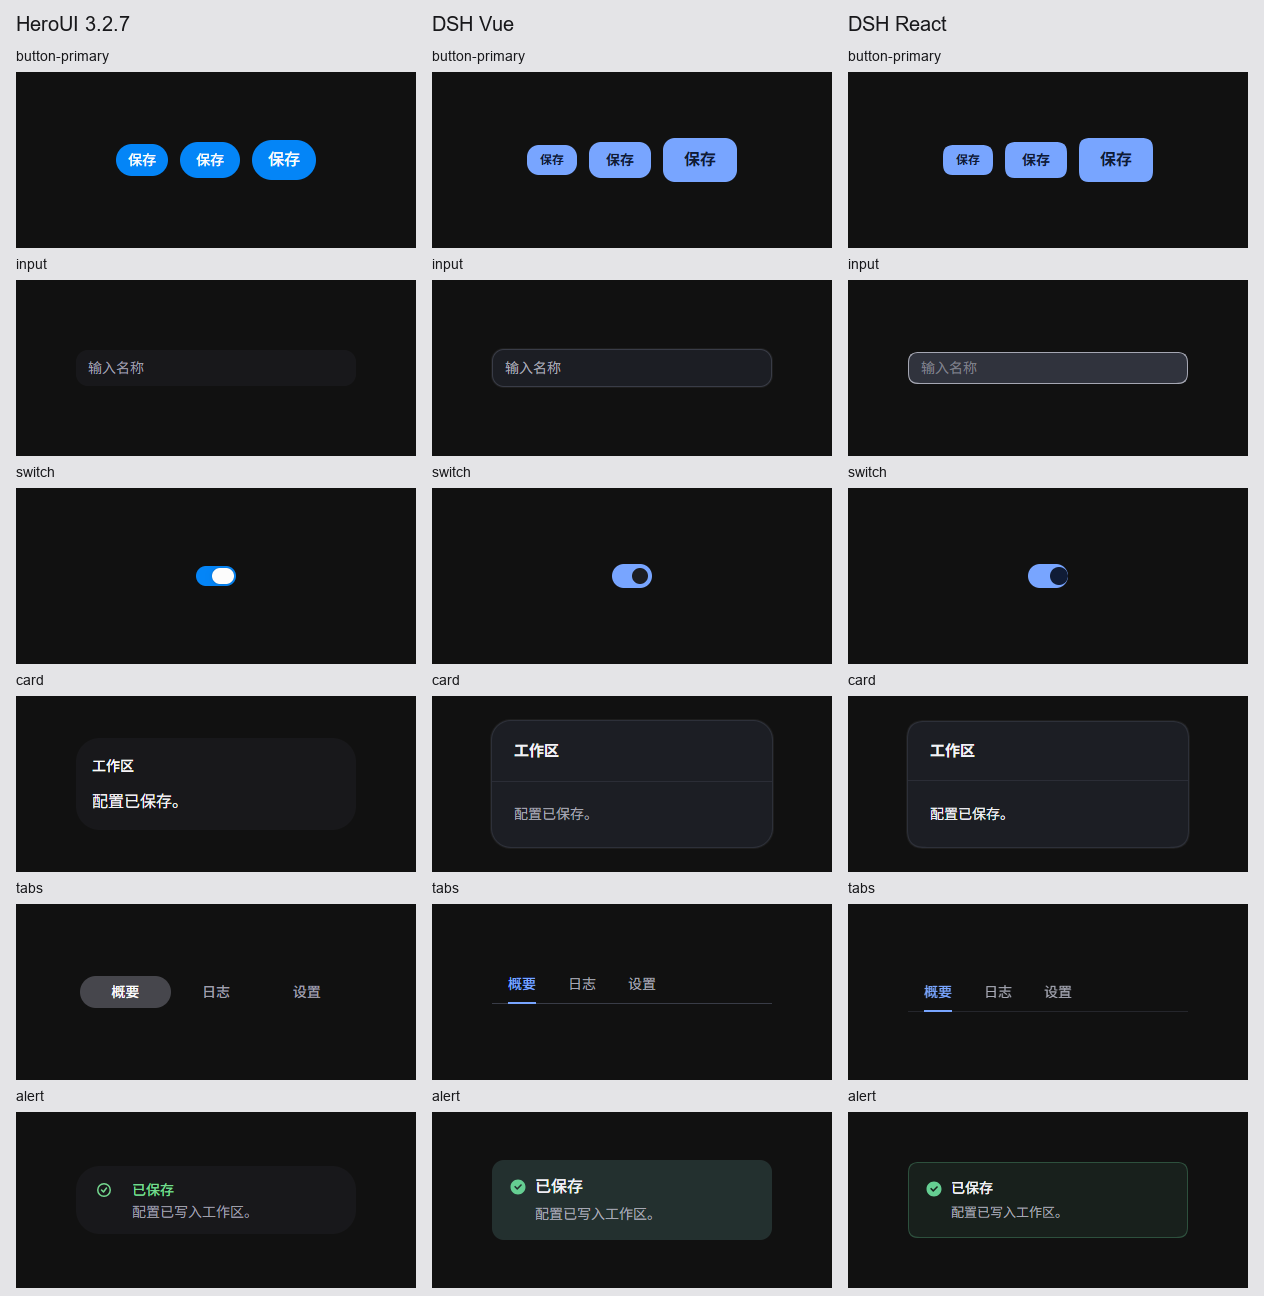 HeroUI 3.2.7
DSH Vue
DSH React
button-primary
button-primary
button-primary
保存 保存 保存
保存 保存 保存
保存 保存 保存
input
input
input
输入名称
输入名称
输入名称
switch
switch
switch
card
card
card
工作区
配置已保存。
工作区
配置已保存。
工作区
配置已保存。
tabs
tabs
tabs
概要 日志 设置
概要 日志 设置
概要 日志 设置
alert
alert
alert
已保存
配置已写入工作区。
已保存
配置已写入工作区。
已保存
配置已写入工作区。